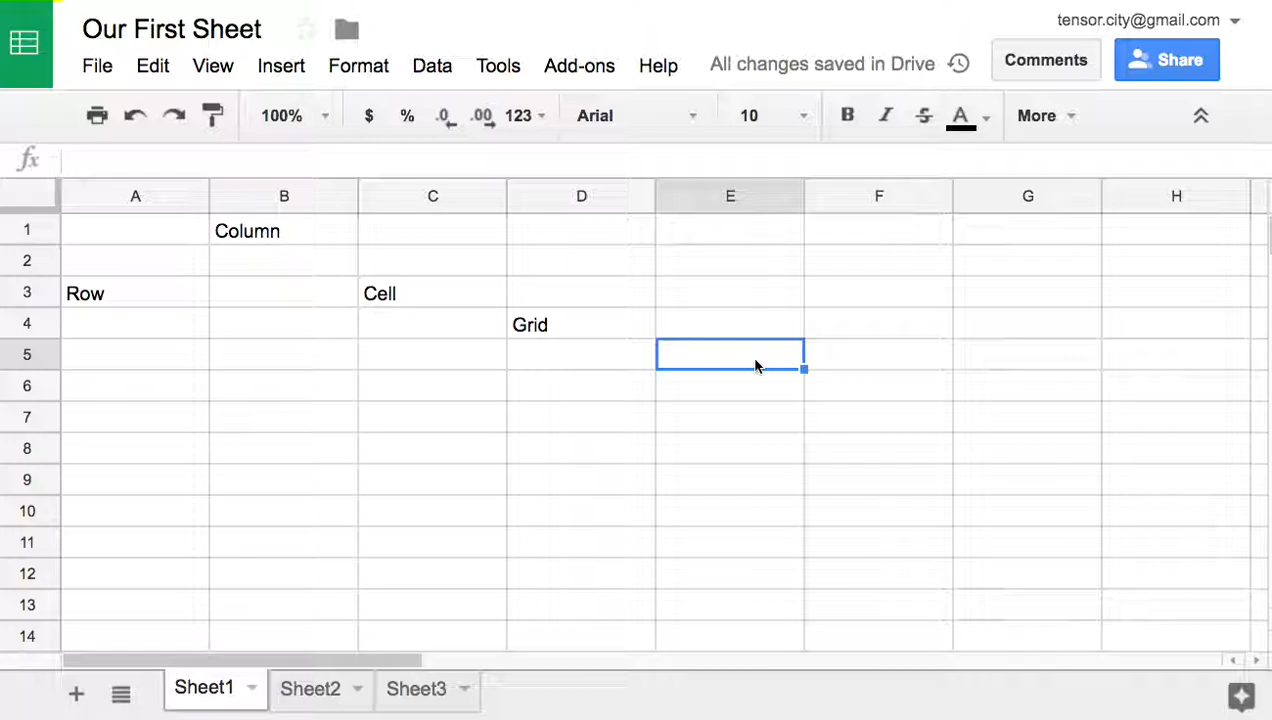 Our First Sheet
tensor.city@gmail.com
File Edit View Insert Format Data Tools Add-ons Help All changes saved in Drive Comments Share
100% $ % .0 .00 123 Arial 10 B I S A More
fx
A B C D E F G H
1 Column
2
3 Row Cell
4 Grid
5
6
7
8
9
10
11
12
13
14
Sheet1 Sheet2 Sheet3